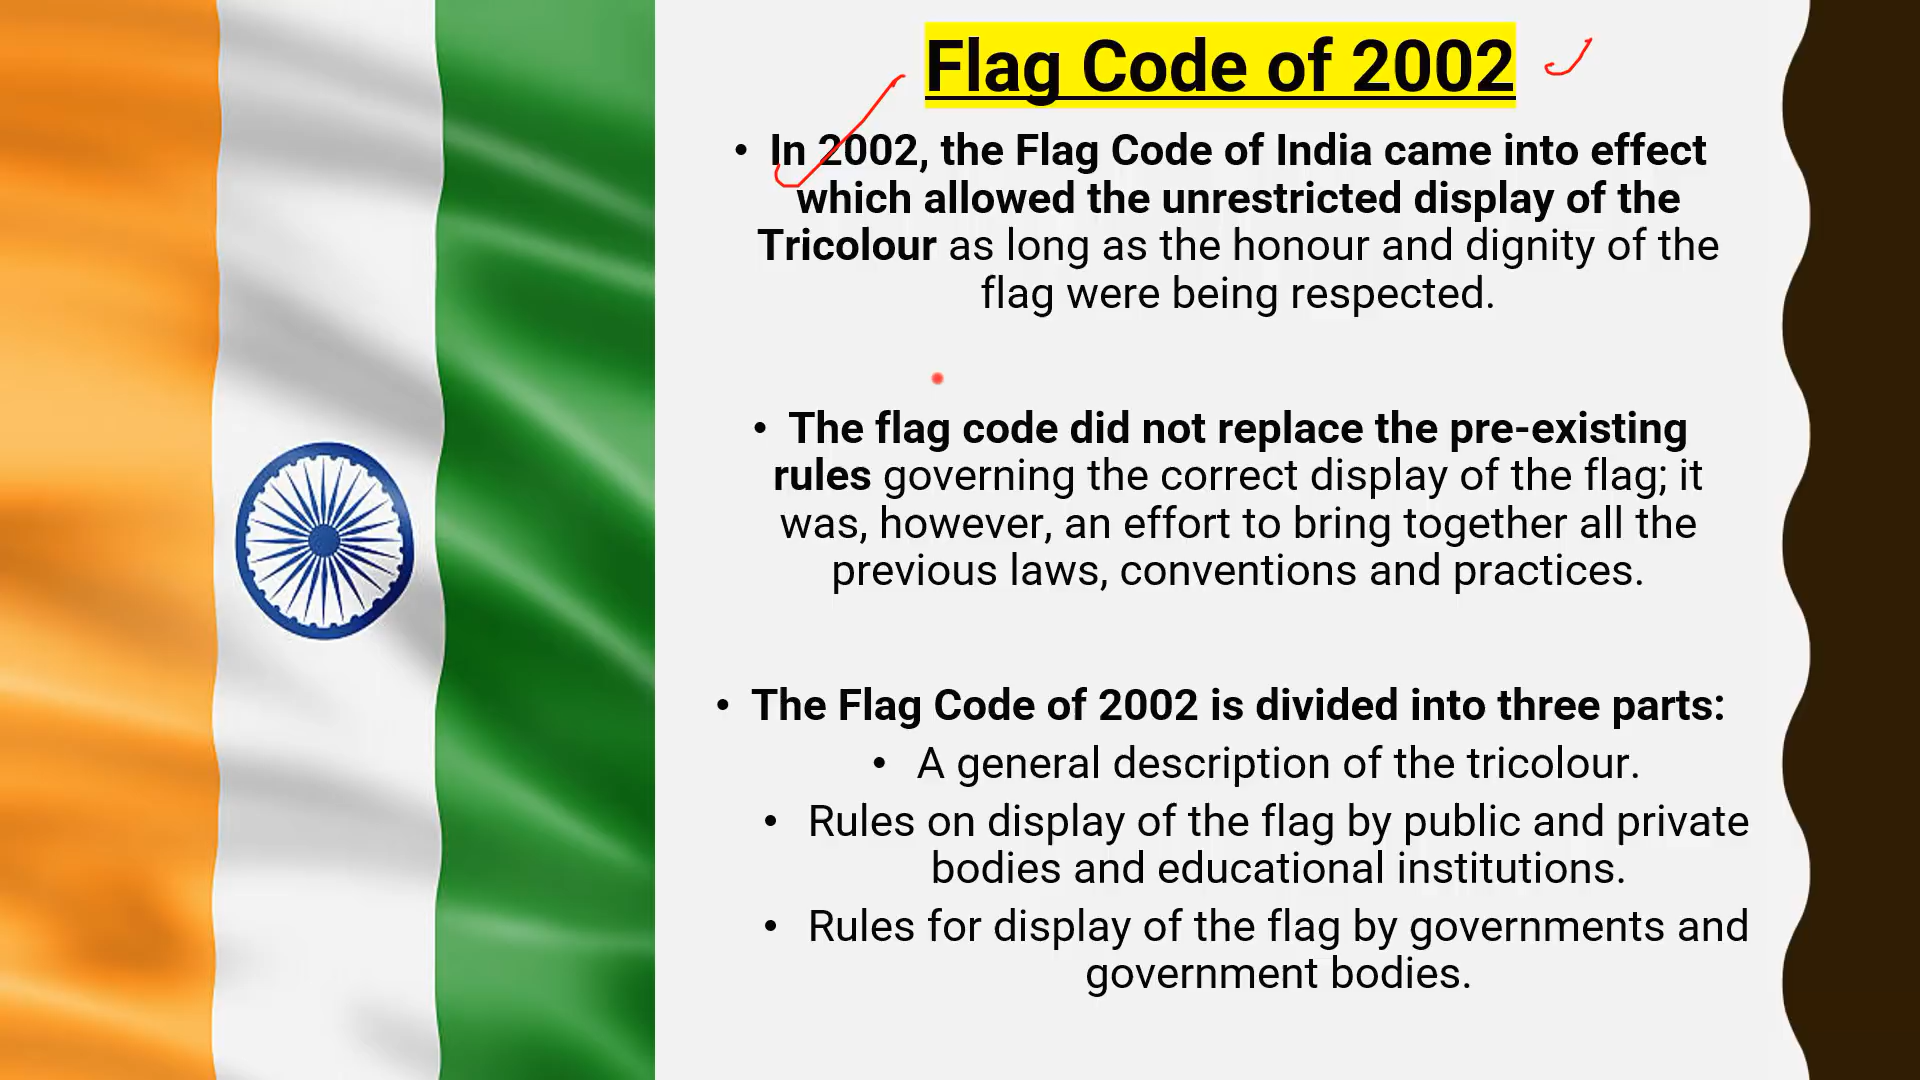 Flag Code of 2002
• In 2002, the Flag Code of India came into effect
which allowed the unrestricted display of the
Tricolour as long as the honour and dignity of the
flag were being respected.
• The flag code did not replace the pre-existing
rules governing the correct display of the flag; it
was, however, an effort to bring together all the
previous laws, conventions and practices.
• The Flag Code of 2002 is divided into three parts:
• A general description of the tricolour.
• Rules on display of the flag by public and private
bodies and educational institutions.
• Rules for display of the flag by governments and
government bodies.